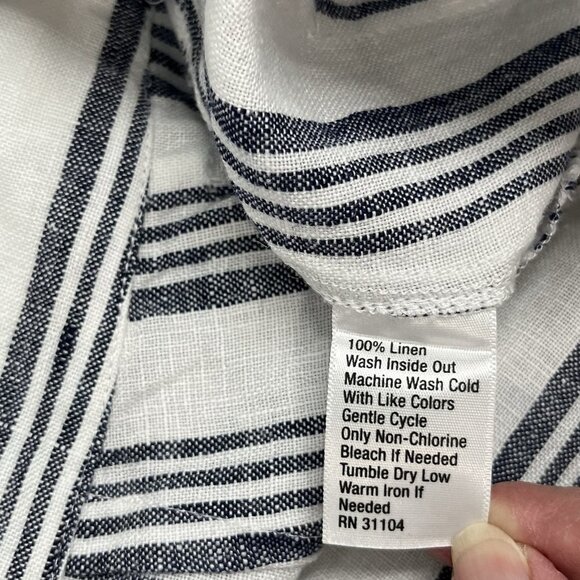 100% Linen
Wash Inside Out
Machine Wash Cold
With Like Colors
Gentle Cycle
Only Non-Chlorine
Bleach If Needed
Tumble Dry Low
Warm Iron If
Needed
RN 31104